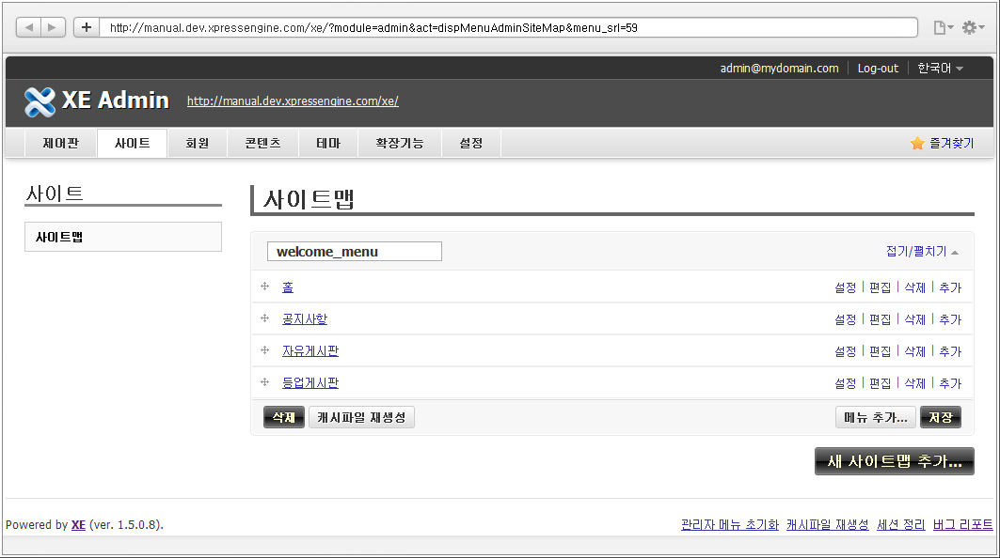 http://manual.dev.xpressengine.com/xe/?module=admin&act=dispMenuAdminSiteMap&menu_srl=59
admin@mydomain.com Log-out 한국어
XE Admin http://manual.dev.xpressengine.com/xe/
제어판 사이트 회원 콘텐츠 테마 확장기능 설정 즐겨찾기
사이트
사이트맵
사이트맵
welcome_menu 접기/펼치기
홈 설정 편집 삭제 추가
공지사항 설정 편집 삭제 추가
자유게시판 설정 편집 삭제 추가
등업게시판 설정 편집 삭제 추가
삭제 캐시파일 재생성 메뉴 추가... 저장
새 사이트맵 추가...
Powered by XE (ver. 1.5.0.8). 관리자 메뉴 초기화 캐시파일 재생성 세션 정리 버그 리포트